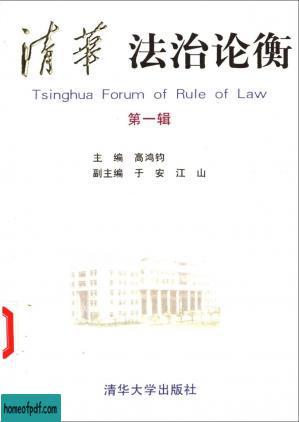 清華 法治论衡
Tsinghua Forum of Rule of Law
第一辑
主 编 高鸿钧
副主编 于 安 江 山
清华大学出版社
homeofpdf.com